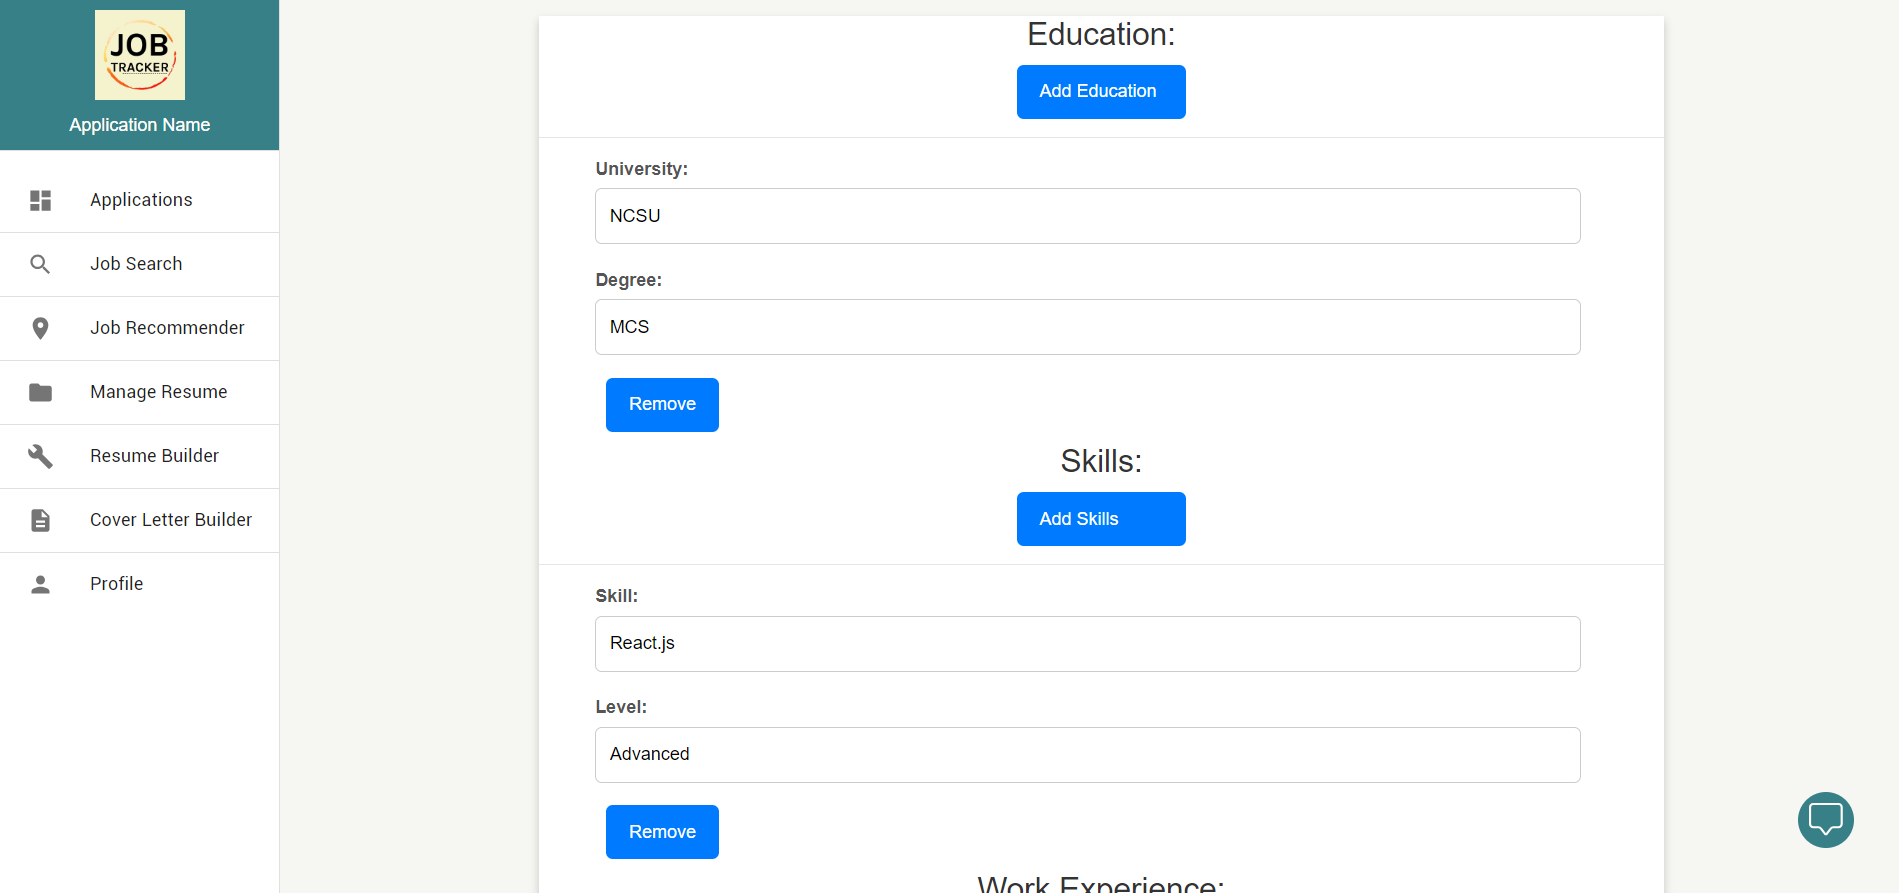 JOB
TRACKER
Application Name
Applications
Job Search
Job Recommender
Manage Resume
Resume Builder
Cover Letter Builder
Profile
Education:
Add Education
University:
NCSU
Degree:
MCS
Remove
Skills:
Add Skills
Skill:
React.js
Level:
Advanced
Remove
Work Experience: